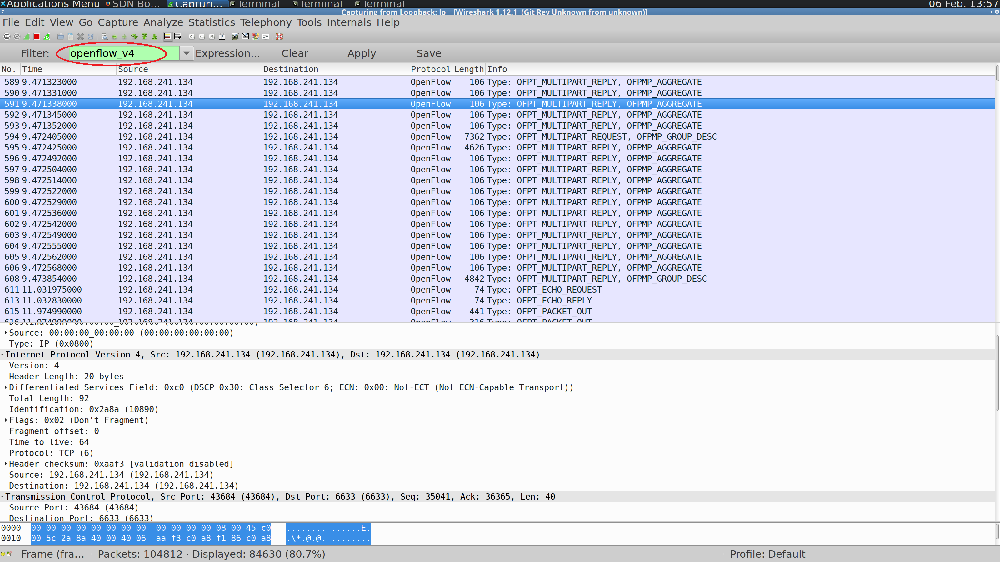 Applications Menu SDN Bo... Capturi... Terminal Terminal Terminal 06 Feb. 13:57
Capturing from Loopback: lo [Wireshark 1.12.1 (Git Rev Unknown from unknown)]
File Edit View Go Capture Analyze Statistics Telephony Tools Internals Help
Filter: openflow_v4 Expression... Clear Apply Save
No. Time Source Destination Protocol Length Info
589 9.471323000 192.168.241.134 192.168.241.134 OpenFlow 106 Type: OFPT_MULTIPART_REPLY, OFPMP_AGGREGATE
590 9.471331000 192.168.241.134 192.168.241.134 OpenFlow 106 Type: OFPT_MULTIPART_REPLY, OFPMP_AGGREGATE
591 9.471338000 192.168.241.134 192.168.241.134 OpenFlow 106 Type: OFPT_MULTIPART_REPLY, OFPMP_AGGREGATE
592 9.471345000 192.168.241.134 192.168.241.134 OpenFlow 106 Type: OFPT_MULTIPART_REPLY, OFPMP_AGGREGATE
593 9.471352000 192.168.241.134 192.168.241.134 OpenFlow 106 Type: OFPT_MULTIPART_REPLY, OFPMP_AGGREGATE
594 9.472405000 192.168.241.134 192.168.241.134 OpenFlow 7362 Type: OFPT_MULTIPART_REQUEST, OFPMP_GROUP_DESC
595 9.472425000 192.168.241.134 192.168.241.134 OpenFlow 4626 Type: OFPT_MULTIPART_REPLY, OFPMP_AGGREGATE
596 9.472492000 192.168.241.134 192.168.241.134 OpenFlow 106 Type: OFPT_MULTIPART_REPLY, OFPMP_AGGREGATE
597 9.472504000 192.168.241.134 192.168.241.134 OpenFlow 106 Type: OFPT_MULTIPART_REPLY, OFPMP_AGGREGATE
598 9.472514000 192.168.241.134 192.168.241.134 OpenFlow 106 Type: OFPT_MULTIPART_REPLY, OFPMP_AGGREGATE
599 9.472522000 192.168.241.134 192.168.241.134 OpenFlow 106 Type: OFPT_MULTIPART_REPLY, OFPMP_AGGREGATE
600 9.472529000 192.168.241.134 192.168.241.134 OpenFlow 106 Type: OFPT_MULTIPART_REPLY, OFPMP_AGGREGATE
601 9.472536000 192.168.241.134 192.168.241.134 OpenFlow 106 Type: OFPT_MULTIPART_REPLY, OFPMP_AGGREGATE
602 9.472542000 192.168.241.134 192.168.241.134 OpenFlow 106 Type: OFPT_MULTIPART_REPLY, OFPMP_AGGREGATE
603 9.472549000 192.168.241.134 192.168.241.134 OpenFlow 106 Type: OFPT_MULTIPART_REPLY, OFPMP_AGGREGATE
604 9.472555000 192.168.241.134 192.168.241.134 OpenFlow 106 Type: OFPT_MULTIPART_REPLY, OFPMP_AGGREGATE
605 9.472562000 192.168.241.134 192.168.241.134 OpenFlow 106 Type: OFPT_MULTIPART_REPLY, OFPMP_AGGREGATE
606 9.472568000 192.168.241.134 192.168.241.134 OpenFlow 106 Type: OFPT_MULTIPART_REPLY, OFPMP_AGGREGATE
608 9.473854000 192.168.241.134 192.168.241.134 OpenFlow 4842 Type: OFPT_MULTIPART_REPLY, OFPMP_GROUP_DESC
611 11.031975000 192.168.241.134 192.168.241.134 OpenFlow 74 Type: OFPT_ECHO_REQUEST
613 11.032830000 192.168.241.134 192.168.241.134 OpenFlow 74 Type: OFPT_ECHO_REPLY
615 11.974990000 192.168.241.134 192.168.241.134 OpenFlow 441 Type: OFPT_PACKET_OUT
616 11.974990000 192.168.241.134 192.168.241.134 OpenFlow 316 Type: OFPT_PACKET_OUT
Destination: 00:00:00_00:00:00 (00:00:00:00:00:00)
Source: 00:00:00_00:00:00 (00:00:00:00:00:00)
Type: IP (0x0800)
Internet Protocol Version 4, Src: 192.168.241.134 (192.168.241.134), Dst: 192.168.241.134 (192.168.241.134)
Version: 4
Header Length: 20 bytes
Differentiated Services Field: 0xc0 (DSCP 0x30: Class Selector 6; ECN: 0x00: Not-ECT (Not ECN-Capable Transport))
Total Length: 92
Identification: 0x2a8a (10890)
Flags: 0x02 (Don't Fragment)
Fragment offset: 0
Time to live: 64
Protocol: TCP (6)
Header checksum: 0xaaf3 [validation disabled]
Source: 192.168.241.134 (192.168.241.134)
Destination: 192.168.241.134 (192.168.241.134)
Transmission Control Protocol, Src Port: 43684 (43684), Dst Port: 6633 (6633), Seq: 35041, Ack: 36365, Len: 40
Source Port: 43684 (43684)
Destination Port: 6633 (6633)
0000 00 00 00 00 00 00 00 00 00 00 00 00 08 00 45 c0 ........ ......E.
0010 00 5c 2a 8a 40 00 40 06 aa f3 c0 a8 f1 86 c0 a8 .\*.@.@. ........
Frame (fra... Packets: 104812 · Displayed: 84630 (80.7%) Profile: Default